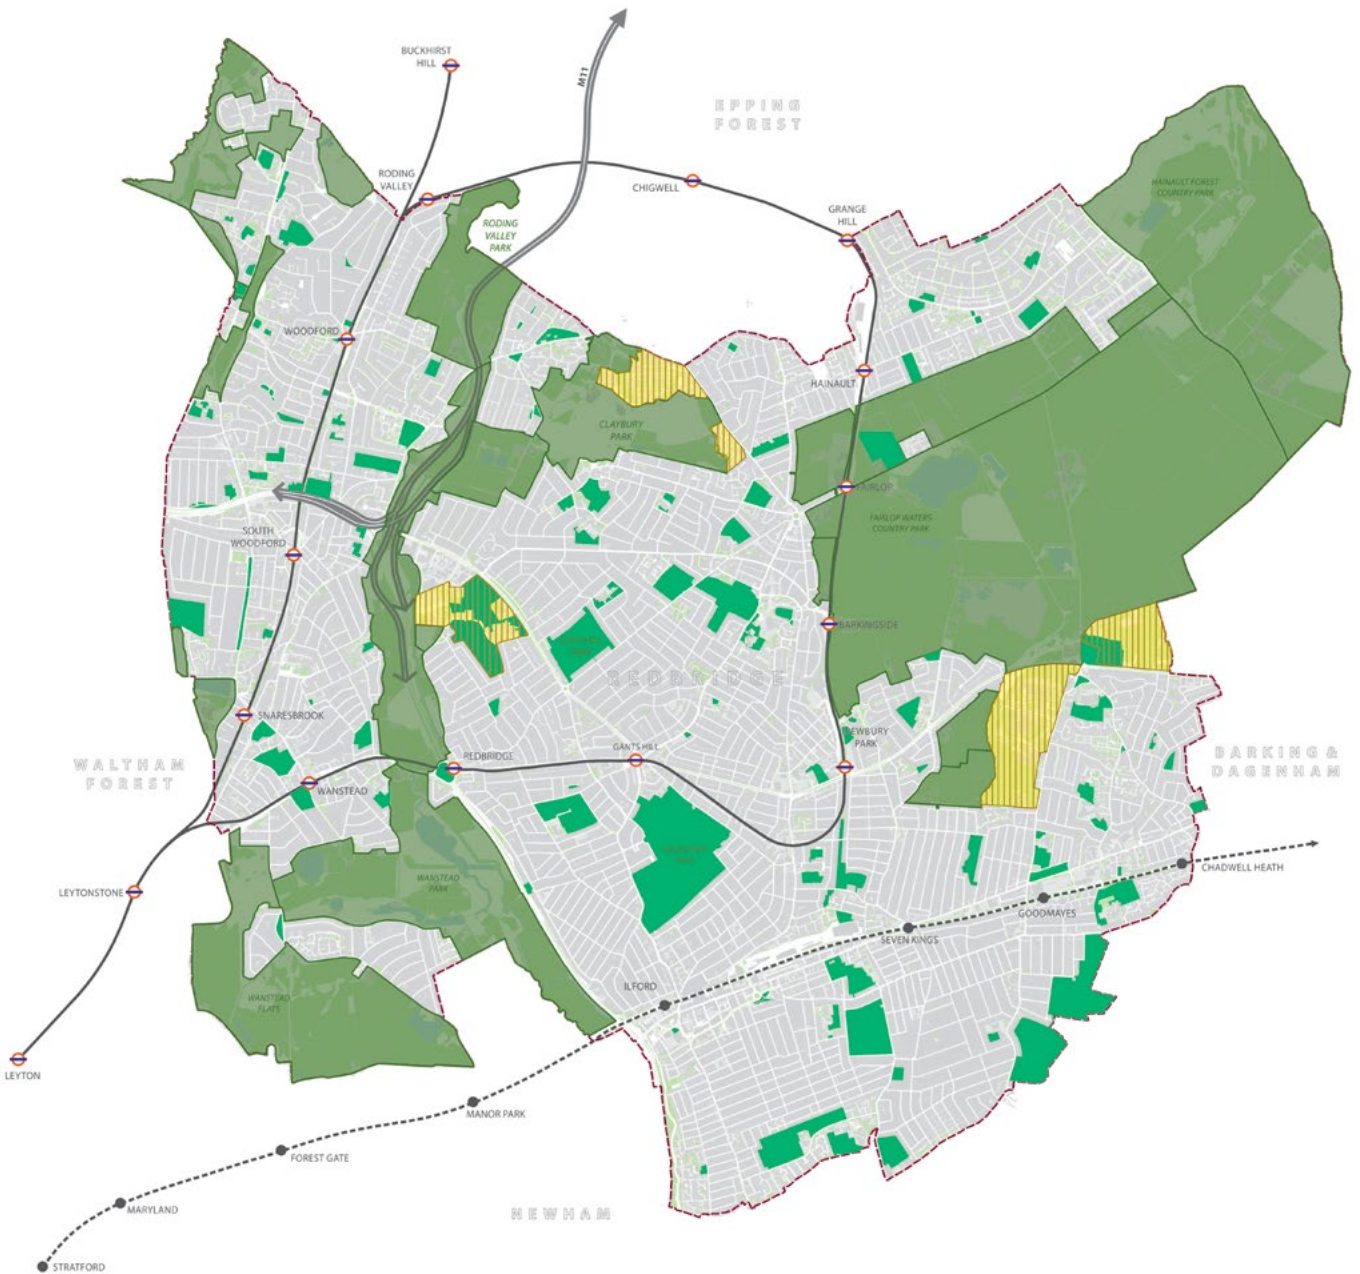 BUCKHIRST
HILL
M11
EPPING
FOREST
RODING
VALLEY
CHIGWELL
HAINAULT FOREST
COUNTRY PARK
GRANGE
HILL
RODING
VALLEY
PARK
WOODFORD
HAINAULT
CLAYBURY
PARK
FAIRLOP
FAIRLOP WATERS
COUNTRY PARK
SOUTH
WOODFORD
BARKINGSIDE
REDBRIDGE
SNARESBROOK
NEWBURY
PARK
GANTS HILL
REDBRIDGE
WALTHAM
FOREST
BARKING &
DAGENHAM
WANSTEAD
CHADWELL HEATH
WANSTEAD
PARK
LEYTONSTONE
GOODMAYES
SEVEN KINGS
ILFORD
WANSTEAD
FLATS
LEYTON
MANOR PARK
FOREST GATE
MARYLAND
NEWHAM
STRATFORD